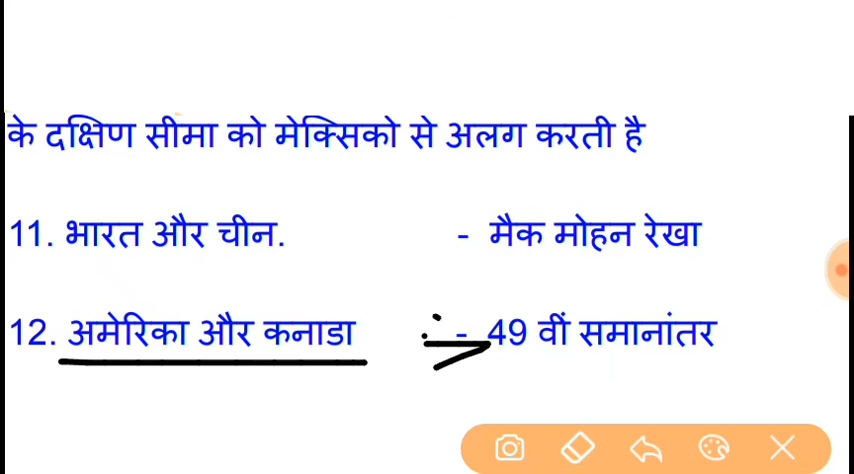 के दक्षिण सीमा को मेक्सिको से अलग करती है
11. भारत और चीन. - मैक मोहन रेखा
12. अमेरिका और कनाडा - 49 वीं समानांतर